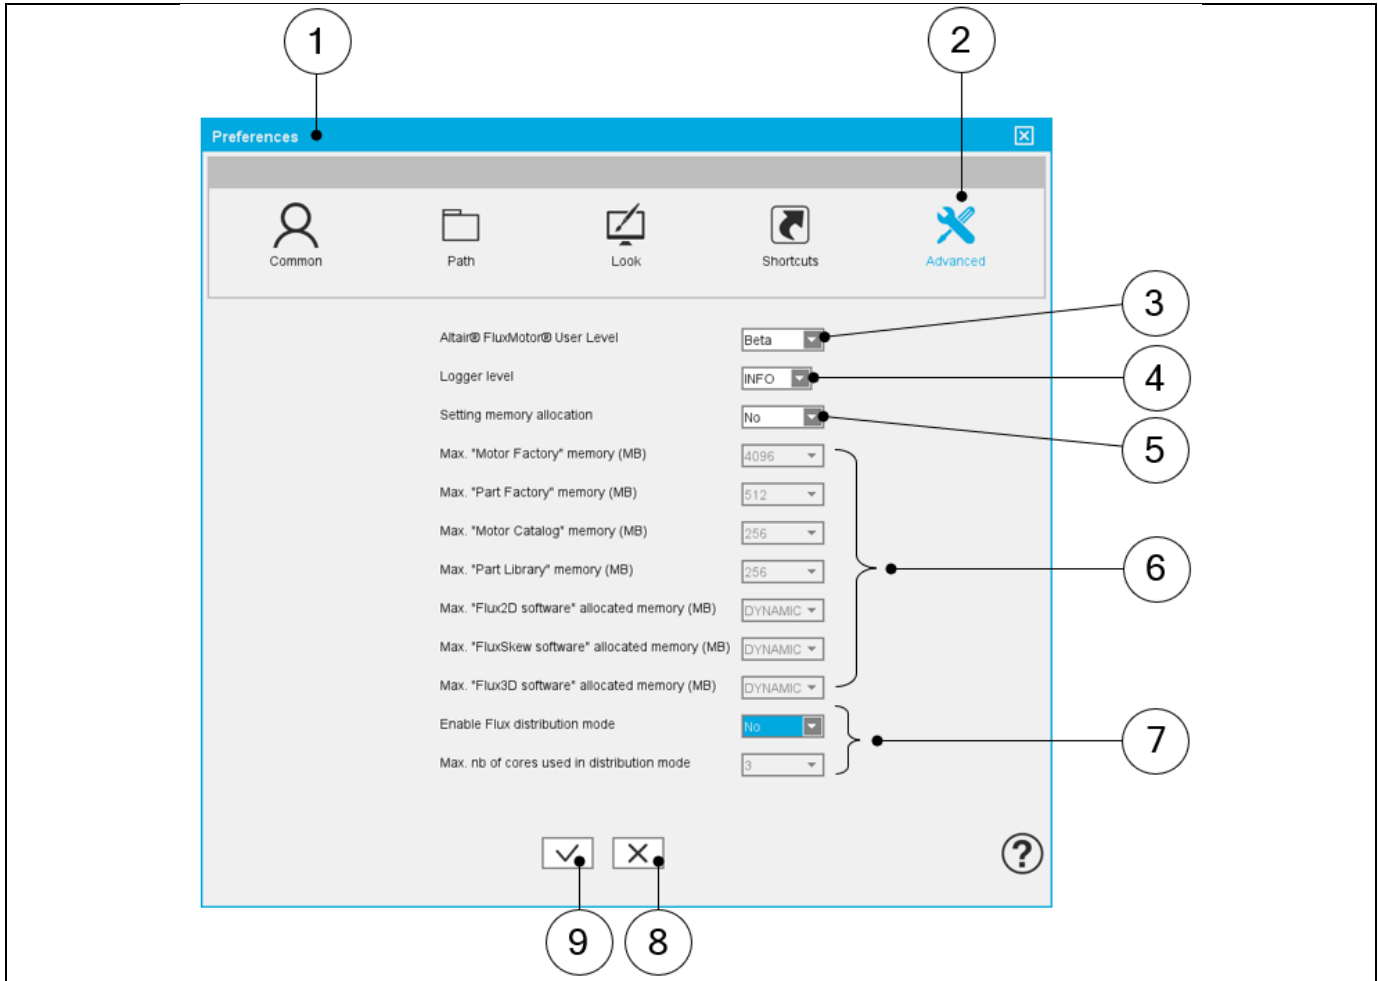 1
2
Preferences
Common
Path
Look
Shortcuts
Advanced
3
Altair® FluxMotor® User Level
Beta
Logger level
INFO
4
Setting memory allocation
No
5
Max. "Motor Factory" memory (MB)
4096
Max. "Part Factory" memory (MB)
512
Max. "Motor Catalog" memory (MB)
256
Max. "Part Library" memory (MB)
256
6
Max. "Flux2D software" allocated memory (MB)
DYNAMIC
Max. "FluxSkew software" allocated memory (MB)
DYNAMIC
Max. "Flux3D software" allocated memory (MB)
DYNAMIC
Enable Flux distribution mode
No
7
Max. nb of cores used in distribution mode
3
?
9
8